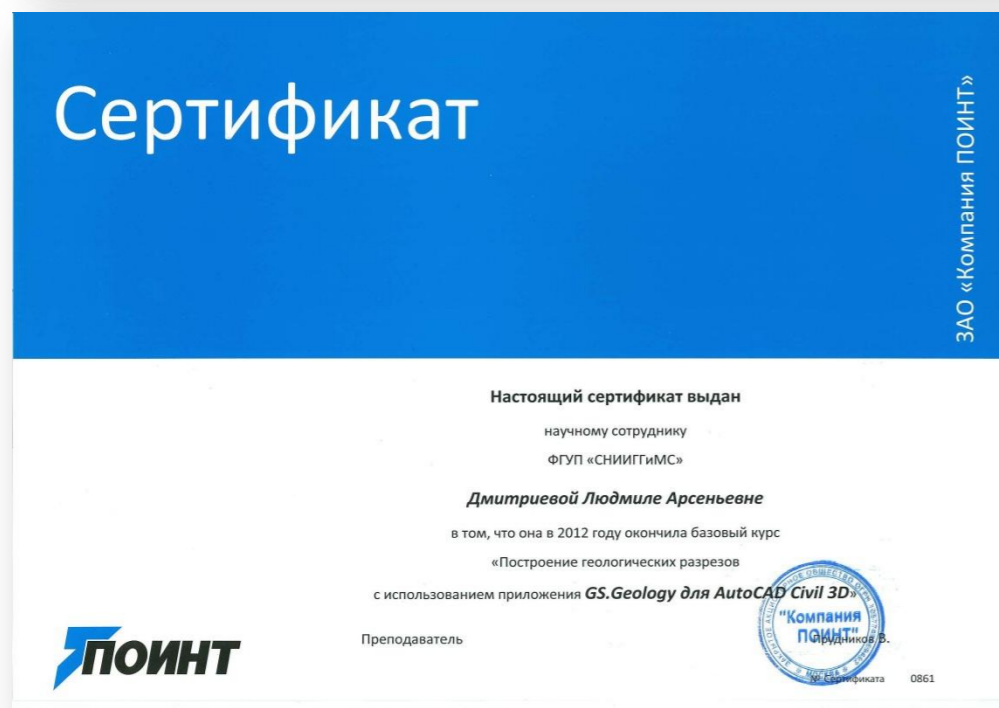 Сертификат
ЗАО «Компания ПОИНТ»
Настоящий сертификат выдан
научному сотруднику
ФГУП «СНИИГГиМС»
Дмитриевой Людмиле Арсеньевне
в том, что она в 2012 году окончила базовый курс
«Построение геологических разрезов
с использованием приложения GS.Geology для AutoCAD Civil 3D»
"Компания
ПОИНТ"
Преподаватель Прудников В.
ПОИНТ
№ Сертификата 0861